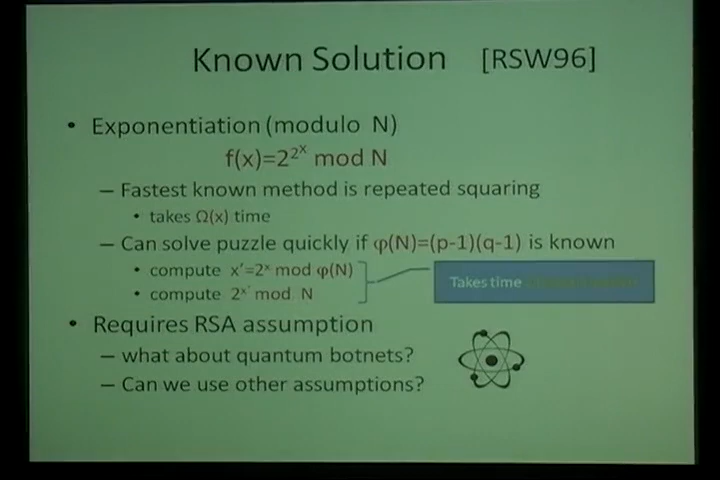 Known Solution [RSW96]
• Exponentiation (modulo N)
f(x)=2^{2^x} mod N
– Fastest known method is repeated squaring
• takes Ω(x) time
– Can solve puzzle quickly if φ(N)=(p-1)(q-1) is known
• compute x'=2^x mod φ(N)
• compute 2^{x'} mod N
Takes time
• Requires RSA assumption
– what about quantum botnets?
– Can we use other assumptions?